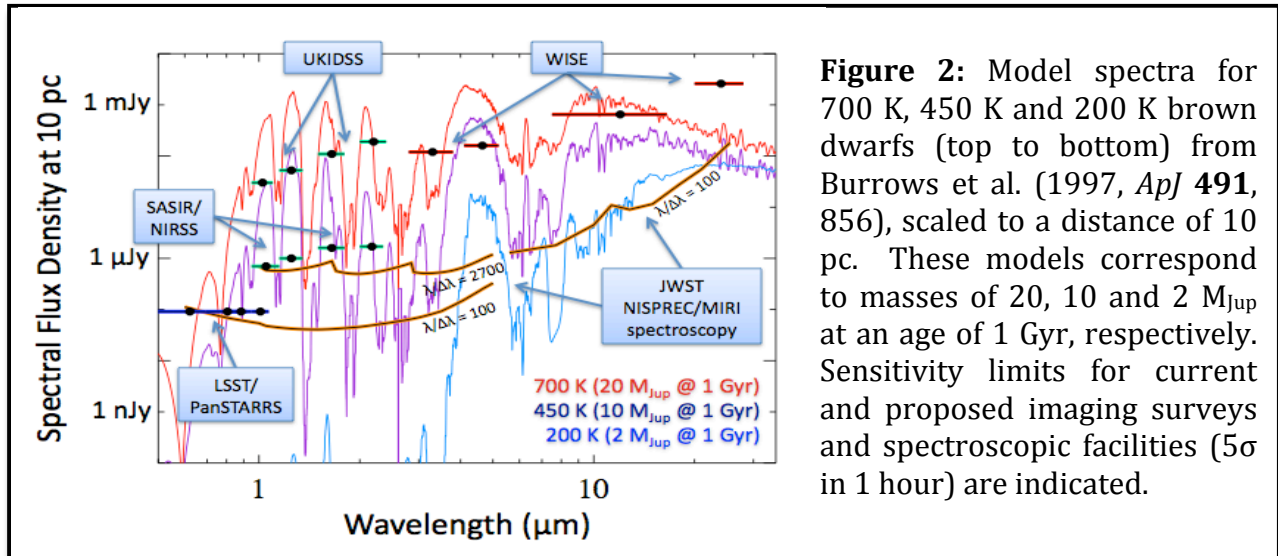 Spectral Flux Density at 10 pc
1 mJy
1 μJy
1 nJy
UKIDSS
WISE
SASIR/
NIRSS
LSST/
PanSTARRS
JWST
NISPREC/MIRI
spectroscopy
λ/Δλ = 100
λ/Δλ = 2700
λ/Δλ = 100
700 K (20 MJup @ 1 Gyr)
450 K (10 MJup @ 1 Gyr)
200 K (2 MJup @ 1 Gyr)
1
10
Wavelength (μm)
Figure 2: Model spectra for
700 K, 450 K and 200 K brown
dwarfs (top to bottom) from
Burrows et al. (1997, ApJ 491,
856), scaled to a distance of 10
pc. These models correspond
to masses of 20, 10 and 2 MJup
at an age of 1 Gyr, respectively.
Sensitivity limits for current
and proposed imaging surveys
and spectroscopic facilities (5σ
in 1 hour) are indicated.